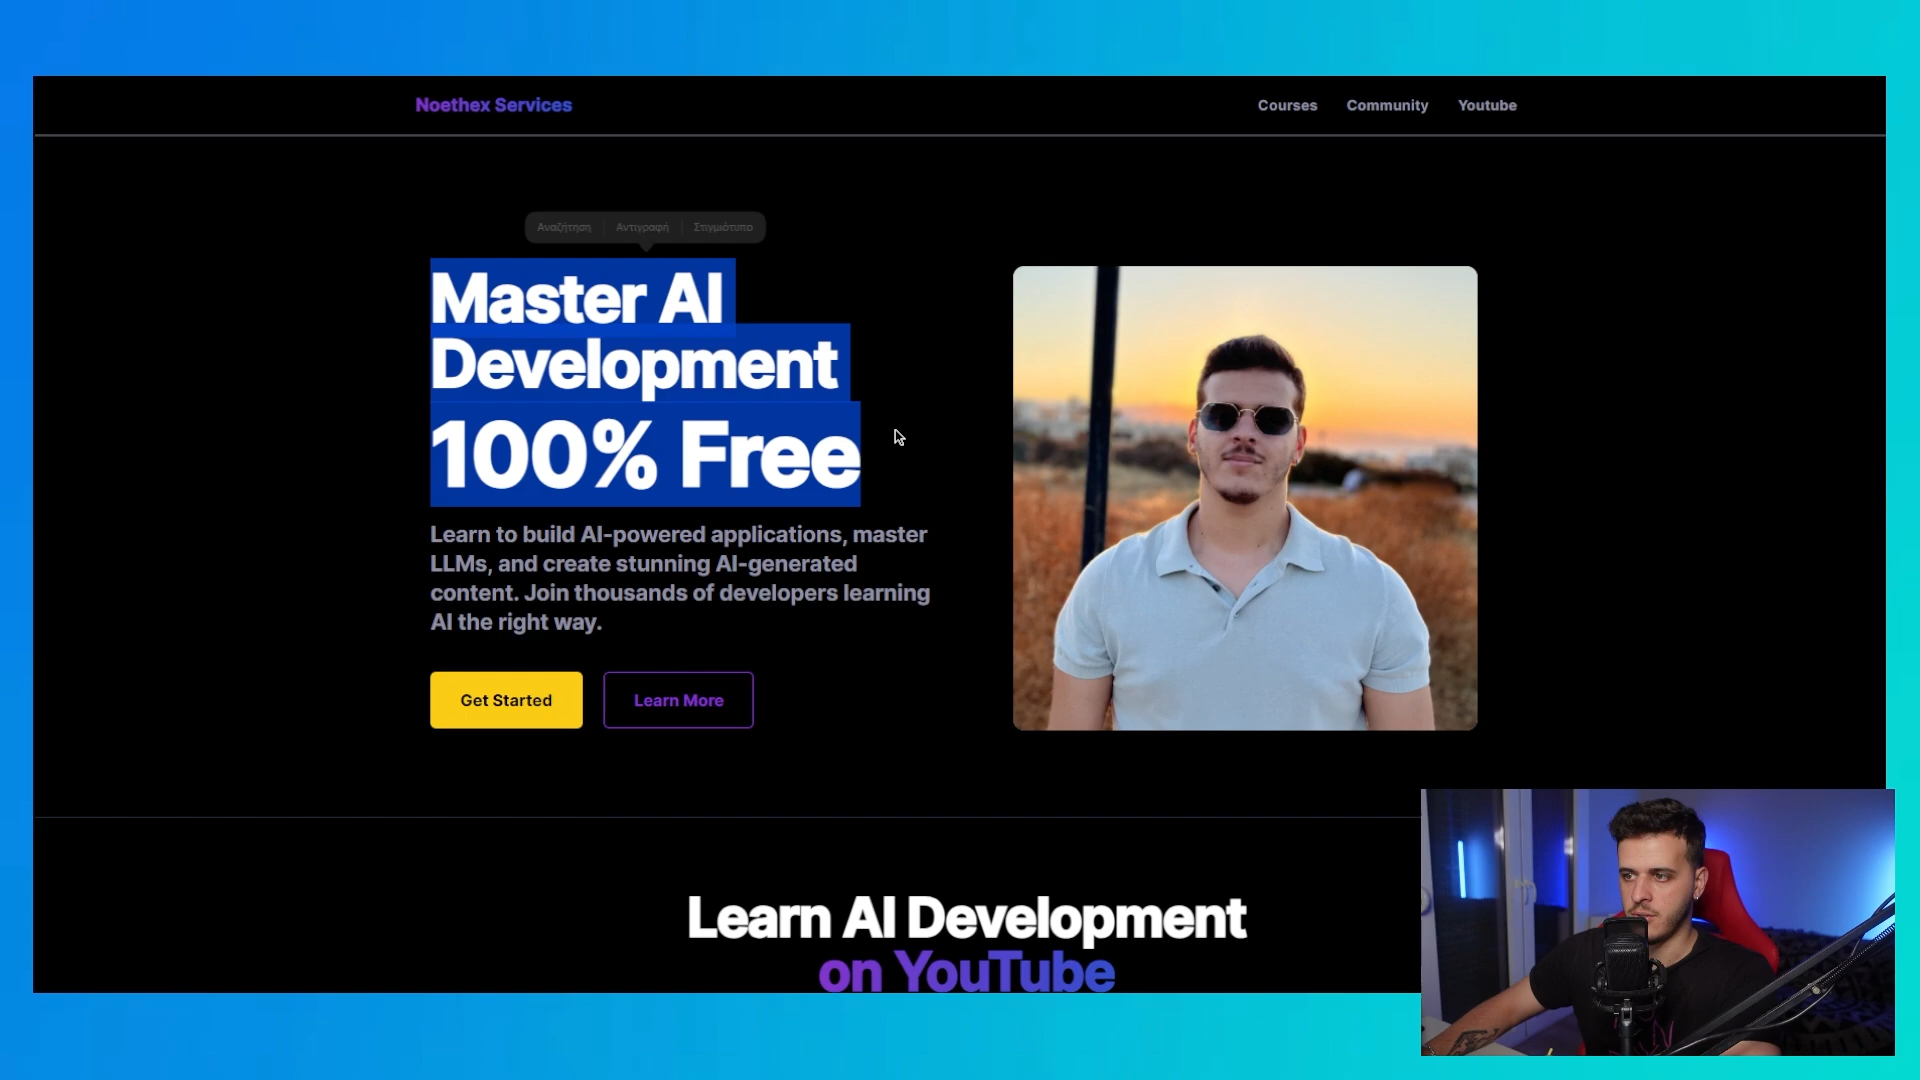 Noethex Services
Courses
Community
Youtube
Αναζήτηση
Αντιγραφή
Στιγμιότυπο
Master AI
Development
100% Free
Learn to build AI-powered applications, master
LLMs, and create stunning AI-generated
content. Join thousands of developers learning
AI the right way.
Get Started
Learn More
Learn AI Development
on YouTube